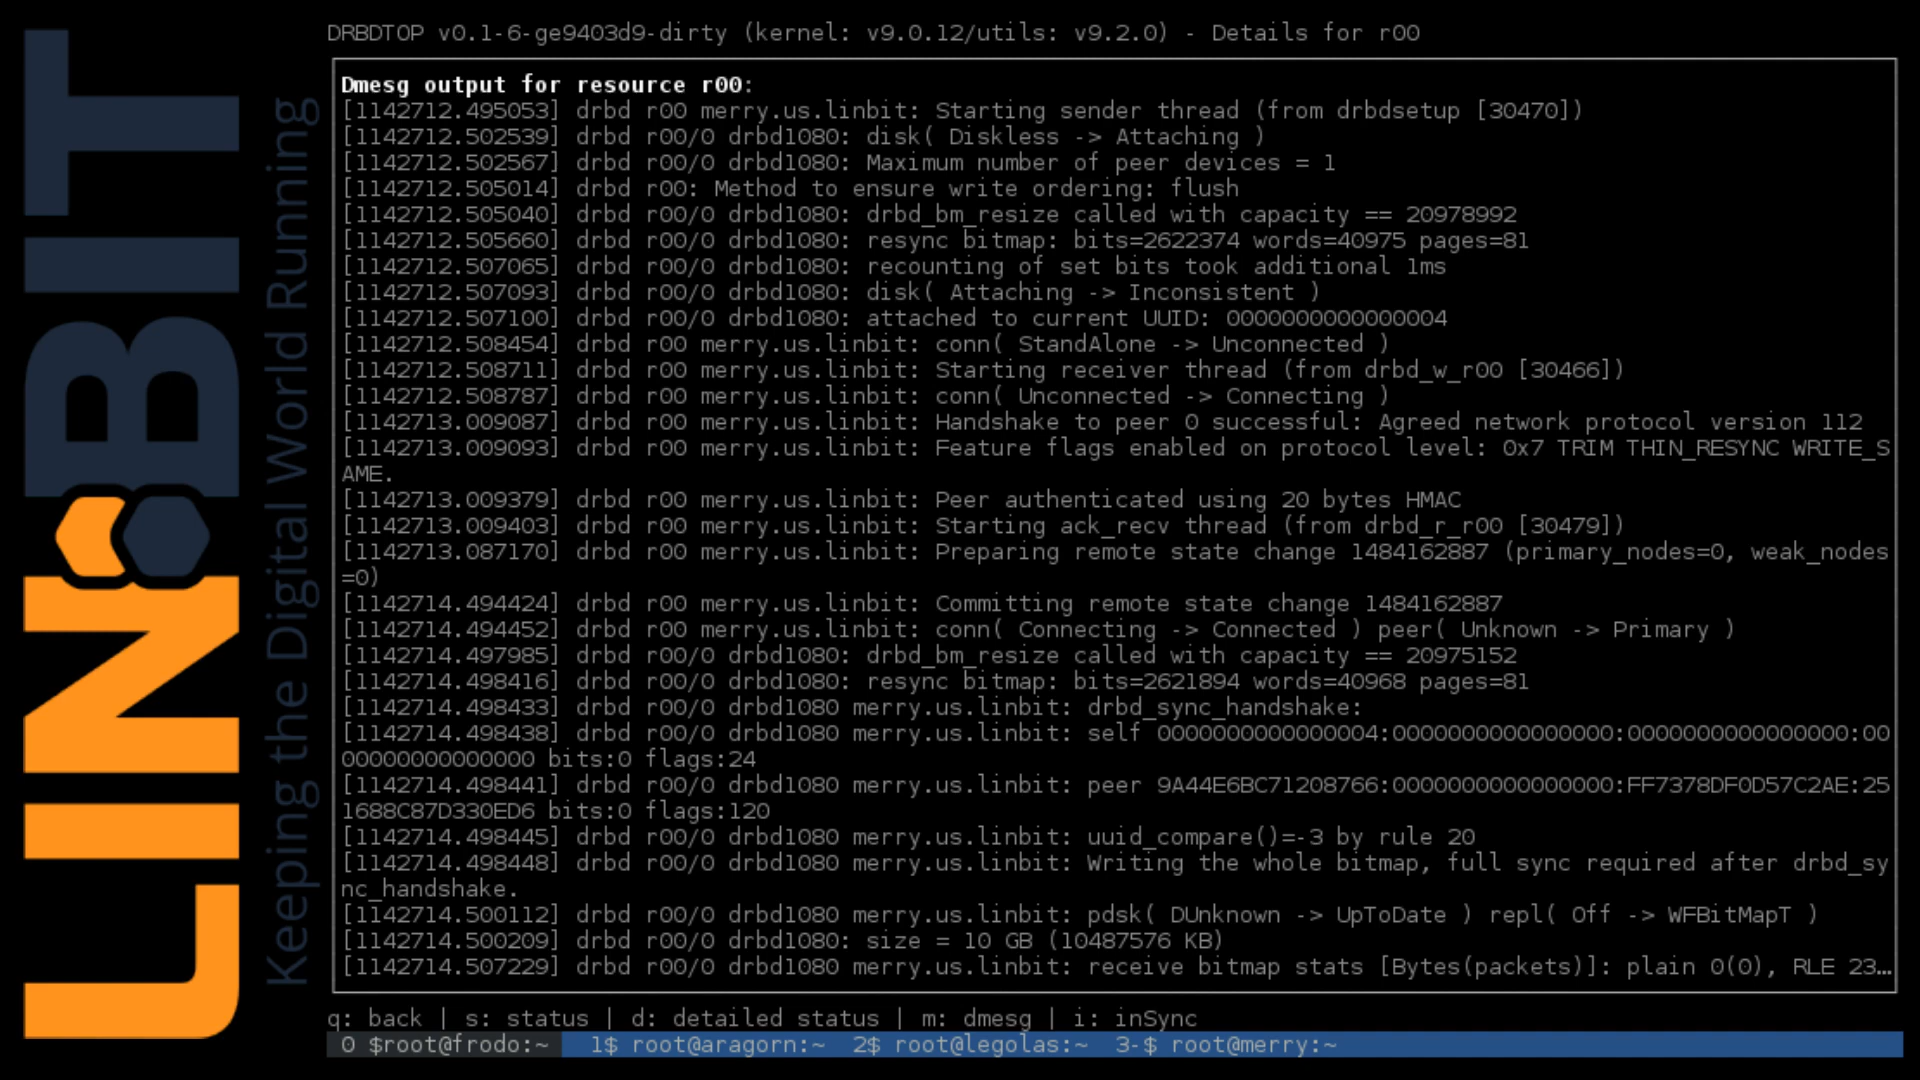 LINBIT
Keeping the Digital World Running
DRBDTOP v0.1-6-ge9403d9-dirty (kernel: v9.0.12/utils: v9.2.0) - Details for r00
Dmesg output for resource r00:
[1142712.495053] drbd r00 merry.us.linbit: Starting sender thread (from drbdsetup [30470])
[1142712.502539] drbd r00/0 drbd1080: disk( Diskless -> Attaching )
[1142712.502567] drbd r00/0 drbd1080: Maximum number of peer devices = 1
[1142712.505014] drbd r00: Method to ensure write ordering: flush
[1142712.505040] drbd r00/0 drbd1080: drbd_bm_resize called with capacity == 20978992
[1142712.505660] drbd r00/0 drbd1080: resync bitmap: bits=2622374 words=40975 pages=81
[1142712.507065] drbd r00/0 drbd1080: recounting of set bits took additional 1ms
[1142712.507093] drbd r00/0 drbd1080: disk( Attaching -> Inconsistent )
[1142712.507100] drbd r00/0 drbd1080: attached to current UUID: 0000000000000004
[1142712.508454] drbd r00 merry.us.linbit: conn( StandAlone -> Unconnected )
[1142712.508711] drbd r00 merry.us.linbit: Starting receiver thread (from drbd_w_r00 [30466])
[1142712.508787] drbd r00 merry.us.linbit: conn( Unconnected -> Connecting )
[1142713.009087] drbd r00 merry.us.linbit: Handshake to peer 0 successful: Agreed network protocol version 112
[1142713.009093] drbd r00 merry.us.linbit: Feature flags enabled on protocol level: 0x7 TRIM THIN_RESYNC WRITE_S
AME.
[1142713.009379] drbd r00 merry.us.linbit: Peer authenticated using 20 bytes HMAC
[1142713.009403] drbd r00 merry.us.linbit: Starting ack_recv thread (from drbd_r_r00 [30479])
[1142713.087170] drbd r00 merry.us.linbit: Preparing remote state change 1484162887 (primary_nodes=0, weak_nodes
=0)
[1142714.494424] drbd r00 merry.us.linbit: Committing remote state change 1484162887
[1142714.494452] drbd r00 merry.us.linbit: conn( Connecting -> Connected ) peer( Unknown -> Primary )
[1142714.497985] drbd r00/0 drbd1080: drbd_bm_resize called with capacity == 20975152
[1142714.498416] drbd r00/0 drbd1080: resync bitmap: bits=2621894 words=40968 pages=81
[1142714.498433] drbd r00/0 drbd1080 merry.us.linbit: drbd_sync_handshake:
[1142714.498438] drbd r00/0 drbd1080 merry.us.linbit: self 0000000000000004:0000000000000000:0000000000000000:00
00000000000000 bits:0 flags:24
[1142714.498441] drbd r00/0 drbd1080 merry.us.linbit: peer 9A44E6BC71208766:0000000000000000:FF7378DF0D57C2AE:25
1688C87D330ED6 bits:0 flags:120
[1142714.498445] drbd r00/0 drbd1080 merry.us.linbit: uuid_compare()=-3 by rule 20
[1142714.498448] drbd r00/0 drbd1080 merry.us.linbit: Writing the whole bitmap, full sync required after drbd_sy
nc_handshake.
[1142714.500112] drbd r00/0 drbd1080 merry.us.linbit: pdsk( DUnknown -> UpToDate ) repl( Off -> WFBitMapT )
[1142714.500209] drbd r00/0 drbd1080: size = 10 GB (10487576 KB)
[1142714.507229] drbd r00/0 drbd1080 merry.us.linbit: receive bitmap stats [Bytes(packets)]: plain 0(0), RLE 23…
q: back | s: status | d: detailed status | m: dmesg | i: inSync
0 $root@frodo:~ 1$ root@aragorn:~ 2$ root@legolas:~ 3-$ root@merry:~